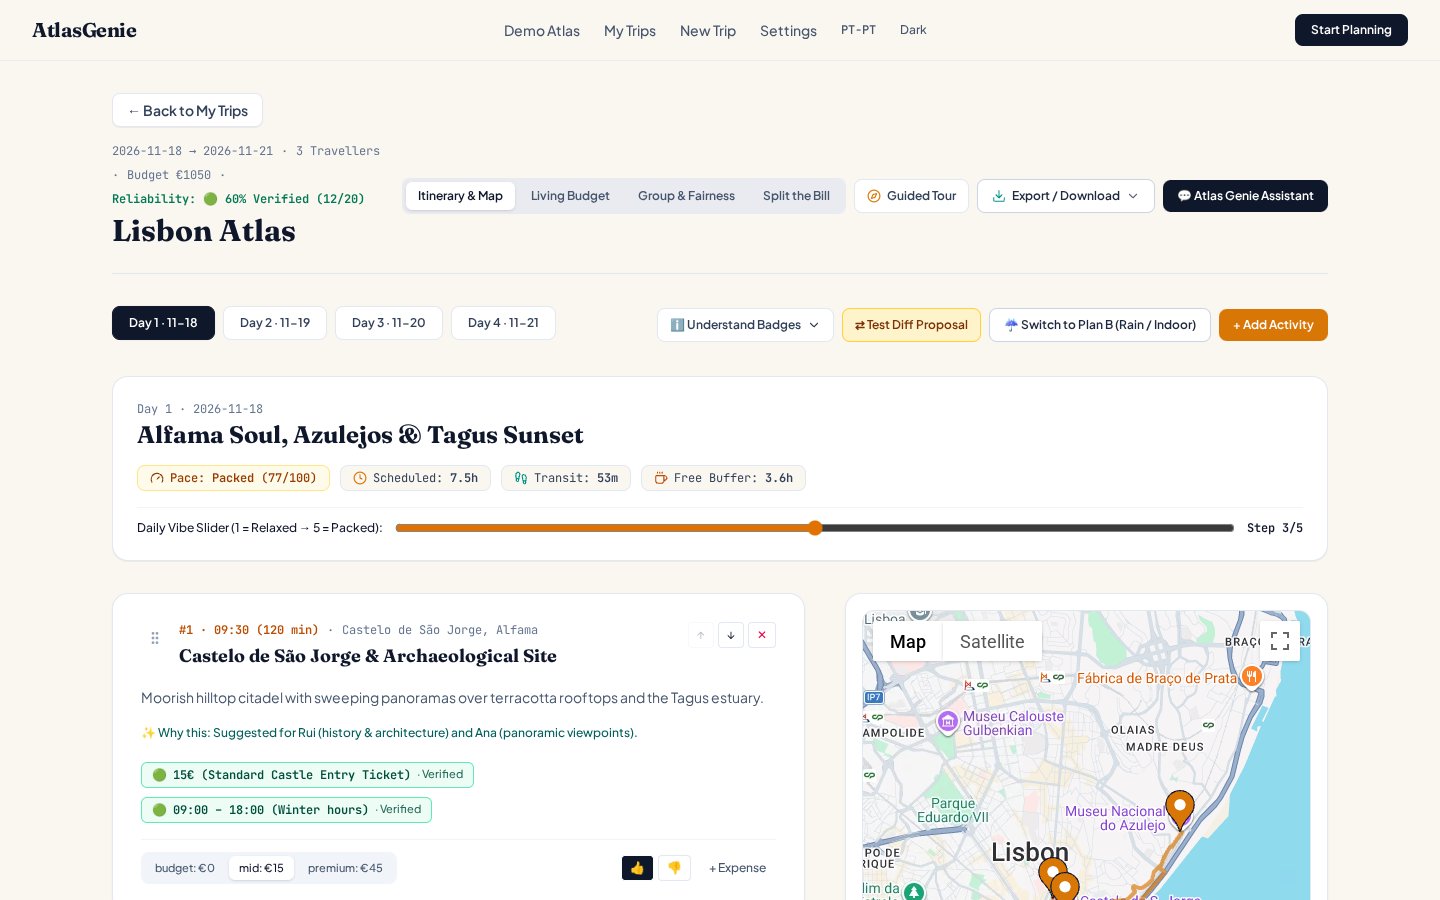 AtlasGenie
Demo Atlas
My Trips
New Trip
Settings
PT-PT
Dark
Start Planning
← Back to My Trips
2026-11-18 → 2026-11-21 · 3 Travellers
· Budget €1050 ·
Reliability: 60% Verified (12/20)
Lisbon Atlas
Itinerary & Map
Living Budget
Group & Fairness
Split the Bill
Guided Tour
Export / Download
Atlas Genie Assistant
Day 1 · 11-18
Day 2 · 11-19
Day 3 · 11-20
Day 4 · 11-21
Understand Badges
⇄ Test Diff Proposal
Switch to Plan B (Rain / Indoor)
+ Add Activity
Day 1 · 2026-11-18
Alfama Soul, Azulejos & Tagus Sunset
Pace: Packed (77/100)
Scheduled: 7.5h
Transit: 53m
Free Buffer: 3.6h
Daily Vibe Slider (1 = Relaxed → 5 = Packed):
Step 3/5
#1 · 09:30 (120 min) · Castelo de São Jorge, Alfama
Castelo de São Jorge & Archaeological Site
Moorish hilltop citadel with sweeping panoramas over terracotta rooftops and the Tagus estuary.
✨ Why this: Suggested for Rui (history & architecture) and Ana (panoramic viewpoints).
15€ (Standard Castle Entry Ticket) · Verified
09:00 – 18:00 (Winter hours) · Verified
budget: €0
mid: €15
premium: €45
+ Expense
Lisboa
Map
Satellite
BRAÇO
Fábrica de Braço de Prata
IP7
Museu Calouste
Gulbenkian
AMPOLIDE
OLAIAS
MADRE DEUS
Parque
Eduardo VII
Museu Nacional
do Azulejo
PO DE
RIQUE
Lisbon
dim da